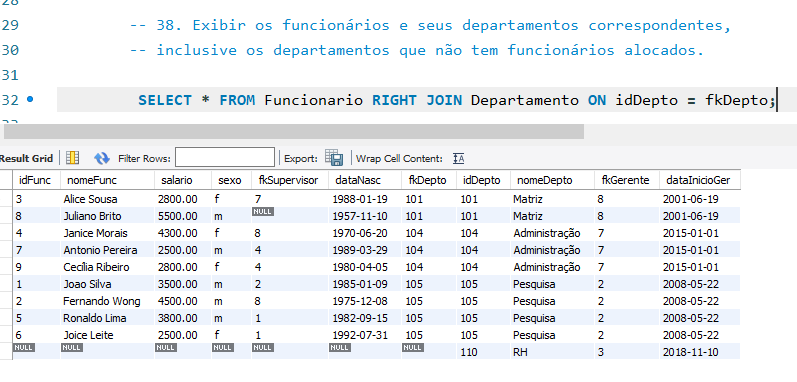 28
29 -- 38. Exibir os funcionários e seus departamentos correspondentes,
30 -- inclusive os departamentos que não tem funcionários alocados.
31
32 SELECT * FROM Funcionario RIGHT JOIN Departamento ON idDepto = fkDepto;
33
Result Grid Filter Rows: Export: Wrap Cell Content:
idFunc nomeFunc salario sexo fkSupervisor dataNasc fkDepto idDepto nomeDepto fkGerente dataInicioGer
3 Alice Sousa 2800.00 f 7 1988-01-19 101 101 Matriz 8 2001-06-19
8 Juliano Brito 5500.00 m NULL 1957-11-10 101 101 Matriz 8 2001-06-19
4 Janice Morais 4300.00 f 8 1970-06-20 104 104 Administração 7 2015-01-01
7 Antonio Pereira 2500.00 m 4 1989-03-29 104 104 Administração 7 2015-01-01
9 Cecília Ribeiro 2800.00 f 4 1980-04-05 104 104 Administração 7 2015-01-01
1 Joao Silva 3500.00 m 2 1985-01-09 105 105 Pesquisa 2 2008-05-22
2 Fernando Wong 4500.00 m 8 1975-12-08 105 105 Pesquisa 2 2008-05-22
5 Ronaldo Lima 3800.00 m 1 1982-09-15 105 105 Pesquisa 2 2008-05-22
6 Joice Leite 2500.00 f 1 1992-07-31 105 105 Pesquisa 2 2008-05-22
NULL NULL NULL NULL NULL NULL NULL 110 RH 3 2018-11-10